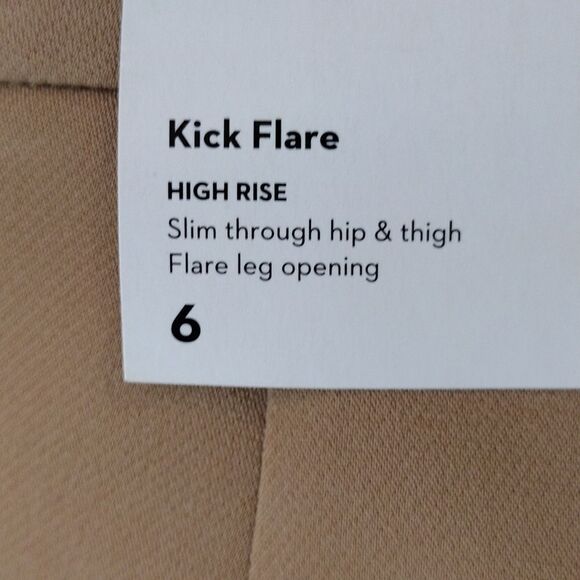 Kick Flare
HIGH RISE
Slim through hip & thigh
Flare leg opening
6